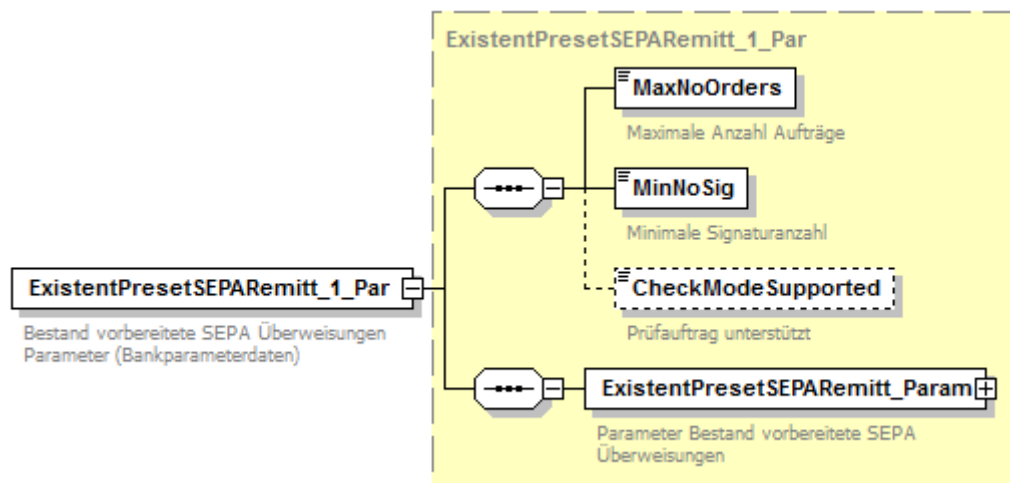 ExistentPresetSEPARemitt_1_Par
MaxNoOrders
Maximale Anzahl Aufträge
MinNoSig
Minimale Signaturanzahl
ExistentPresetSEPARemitt_1_Par
Bestand vorbereitete SEPA Überweisungen
Parameter (Bankparameterdaten)
CheckModeSupported
Prüfauftrag unterstützt
ExistentPresetSEPARemitt_Param
Parameter Bestand vorbereitete SEPA
Überweisungen